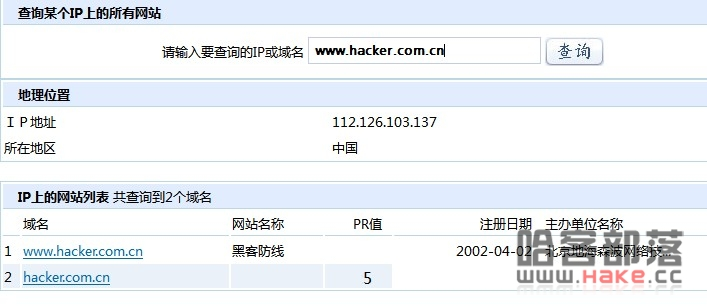 查询某个IP上的所有网站
请输入要查询的IP或域名 www.hacker.com.cn 查询
地理位置
ＩＰ地址 112.126.103.137
所在地区 中国
IP上的网站列表 共查询到2个域名
域名 网站名称 PR值 注册日期 主办单位名称
1 www.hacker.com.cn 黑客防线 2002-04-02 北京地海森波网络技...
2 hacker.com.cn 5
哈客部落
www.HAKE.cc